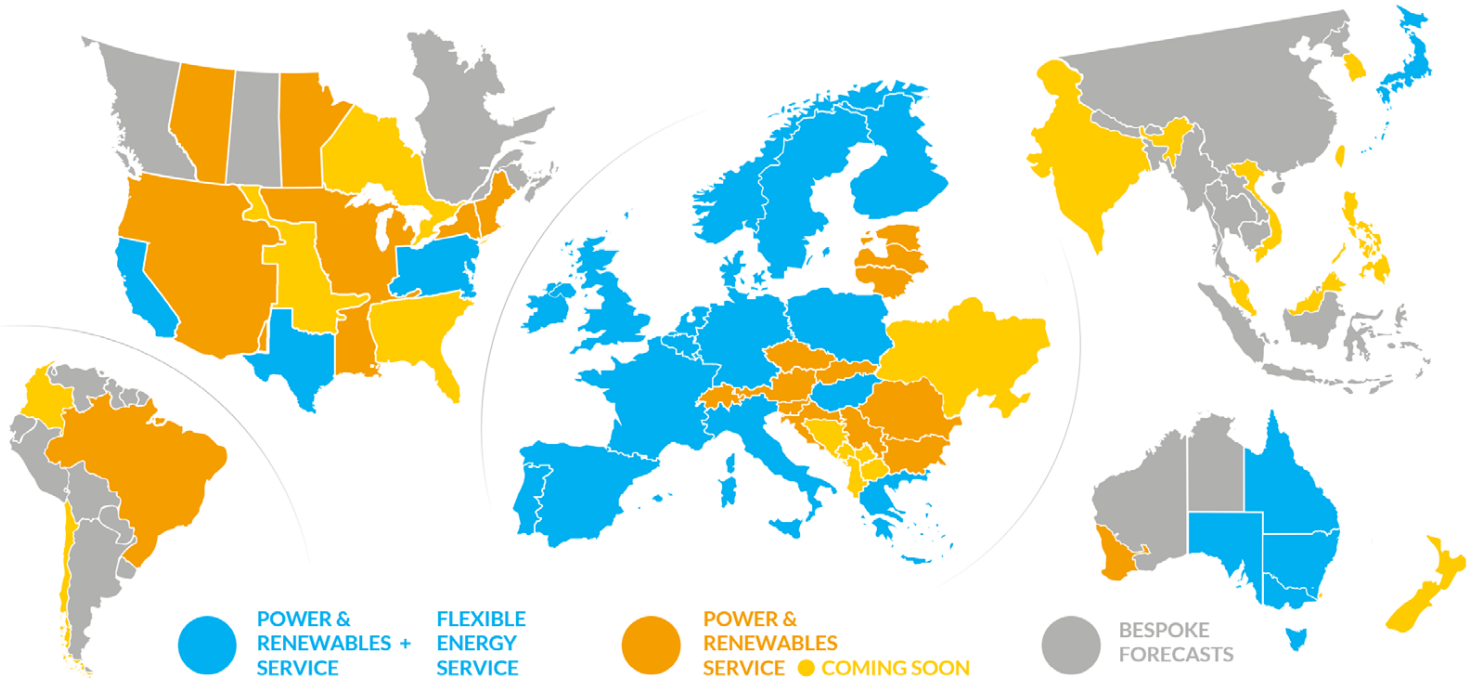 POWER &
RENEWABLES +
SERVICE
FLEXIBLE
ENERGY
SERVICE
POWER &
RENEWABLES
SERVICE
COMING SOON
BESPOKE
FORECASTS